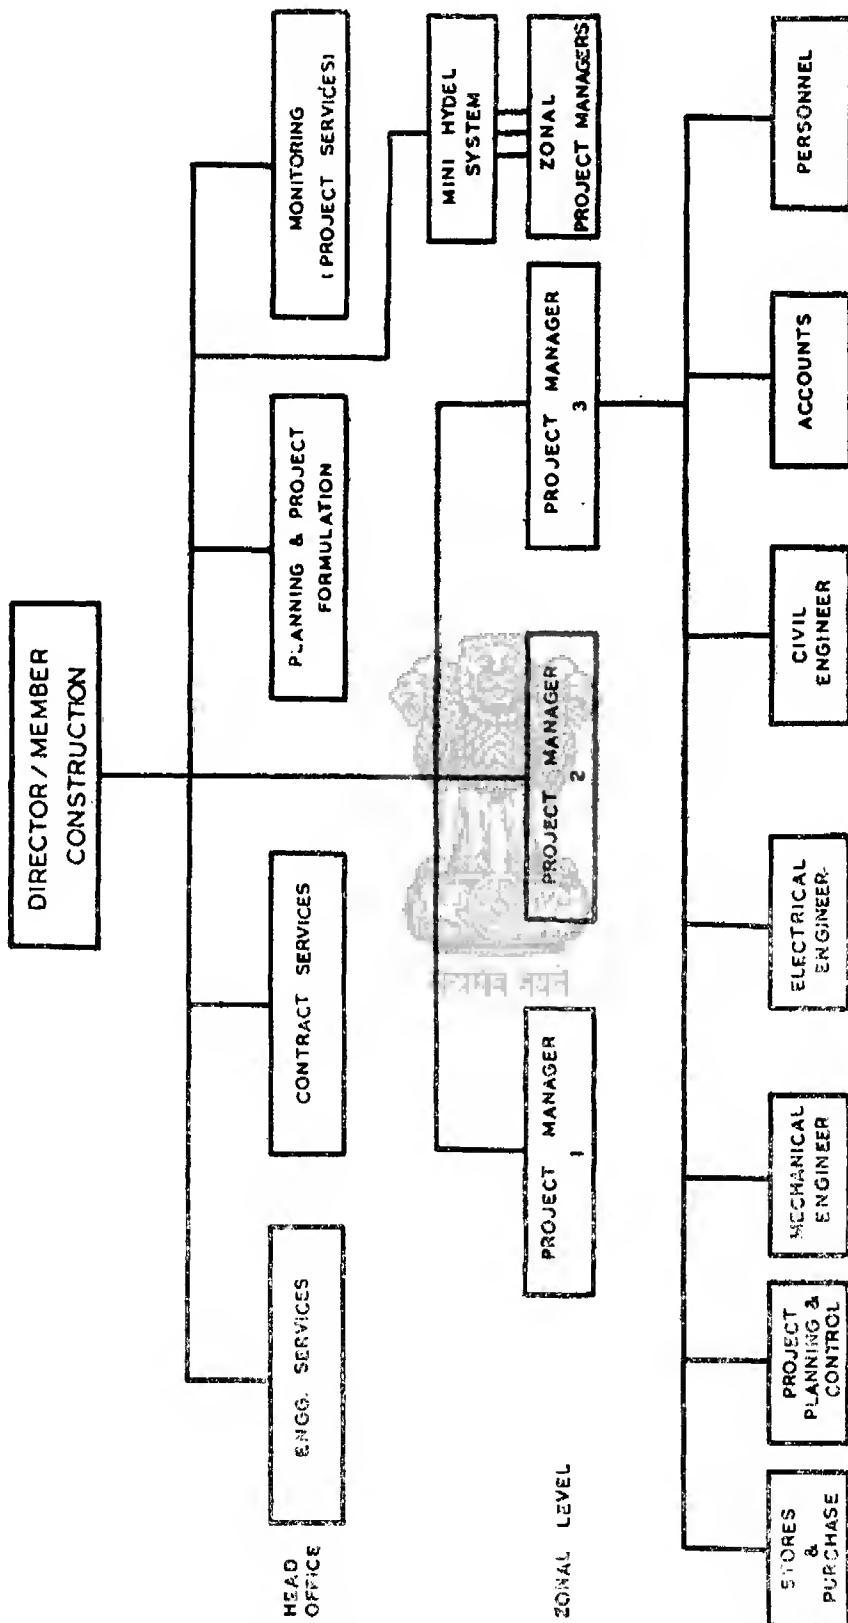 DIRECTOR / MEMBER
CONSTRUCTION
HEAD
OFFICE
ENGG. SERVICES
CONTRACT SERVICES
PLANNING & PROJECT
FORMULATION
MONITORING
( PROJECT SERVICES)
MINI HYDEL
SYSTEM
ZONAL LEVEL
PROJECT MANAGER
1
PROJECT MANAGER
2
PROJECT MANAGER
3
ZONAL
PROJECT MANAGERS
STORES
&
PURCHASE
PROJECT
PLANNING &
CONTROL
MECHANICAL
ENGINEER
ELECTRICAL
ENGINEER
CIVIL
ENGINEER
ACCOUNTS
PERSONNEL